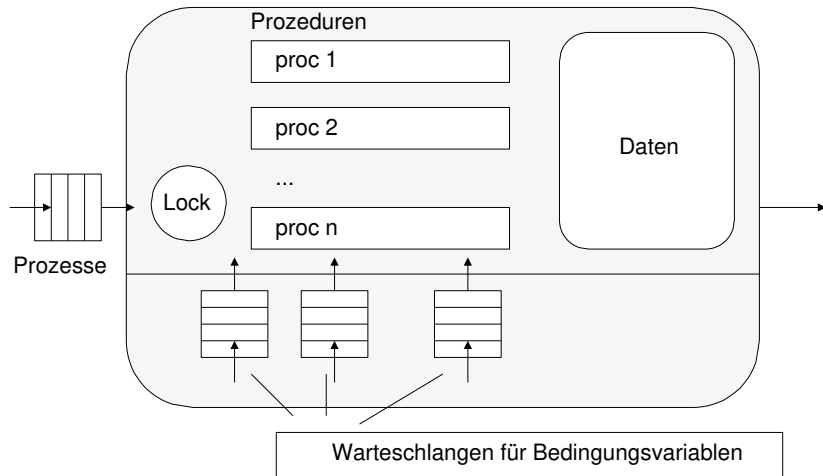 Prozeduren
proc 1
proc 2
...
proc n
Daten
Lock
Prozesse
Warteschlangen für Bedingungsvariablen